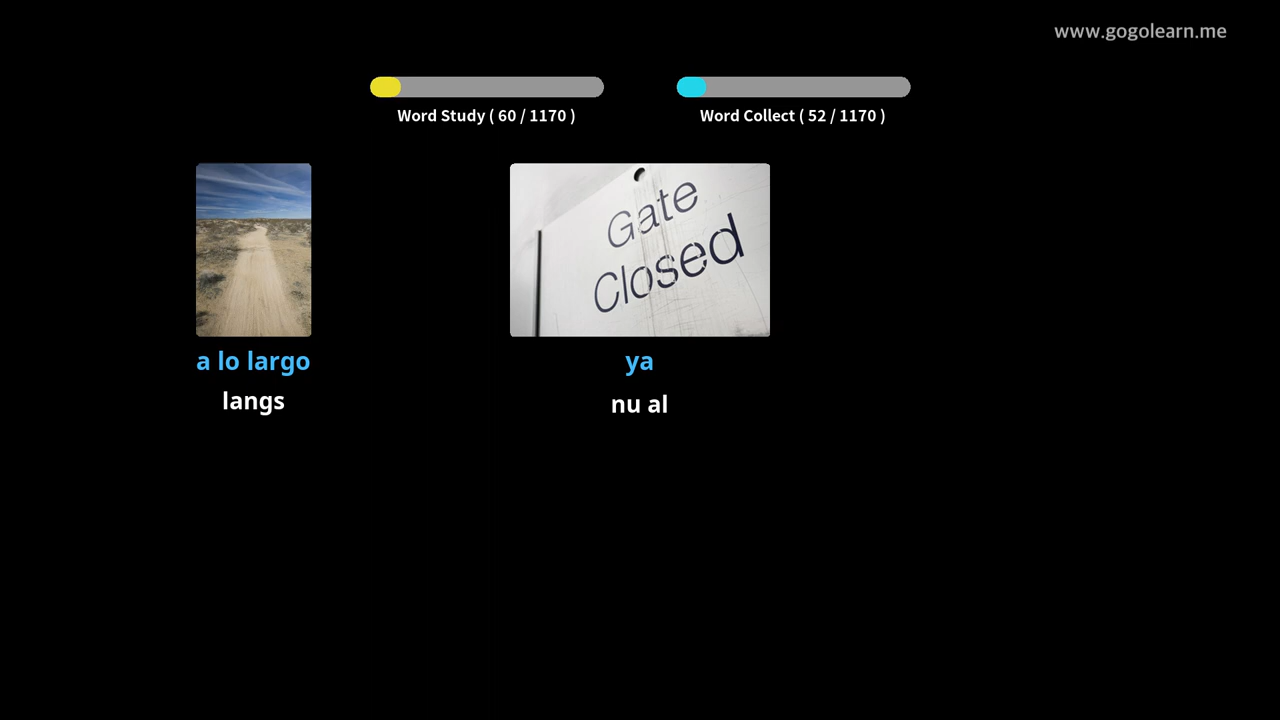 www.gogolearn.me
Word Study ( 60 / 1170 )
Word Collect ( 52 / 1170 )
Gate
Closed
a lo largo
langs
ya
nu al